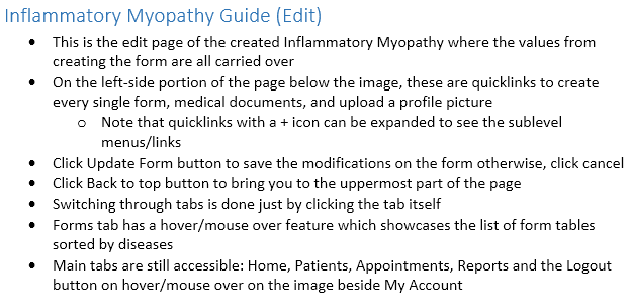 Inflammatory Myopathy Guide (Edit)
• This is the edit page of the created Inflammatory Myopathy where the values from
creating the form are all carried over
• On the left-side portion of the page below the image, these are quicklinks to create
every single form, medical documents, and upload a profile picture
o Note that quicklinks with a + icon can be expanded to see the sublevel
menus/links
• Click Update Form button to save the modifications on the form otherwise, click cancel
• Click Back to top button to bring you to the uppermost part of the page
• Switching through tabs is done just by clicking the tab itself
• Forms tab has a hover/mouse over feature which showcases the list of form tables
sorted by diseases
• Main tabs are still accessible: Home, Patients, Appointments, Reports and the Logout
button on hover/mouse over on the image beside My Account